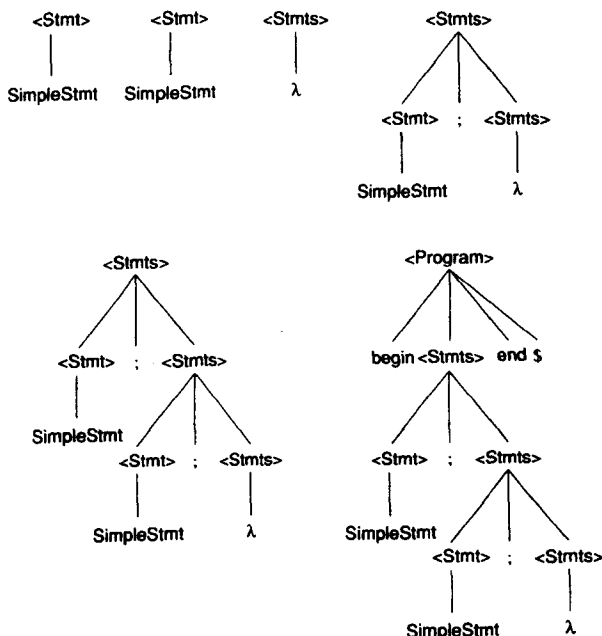 <Stmt> <Stmt> <Stmts> <Stmts>
SimpleStmt SimpleStmt λ
<Stmt> ; <Stmts>
SimpleStmt λ
<Stmts> <Program>
<Stmt> ; <Stmts> begin <Stmts> end $
SimpleStmt
<Stmt> ; <Stmts> <Stmt> ; <Stmts>
SimpleStmt λ SimpleStmt
<Stmt> ; <Stmts>
SimpleStmt λ